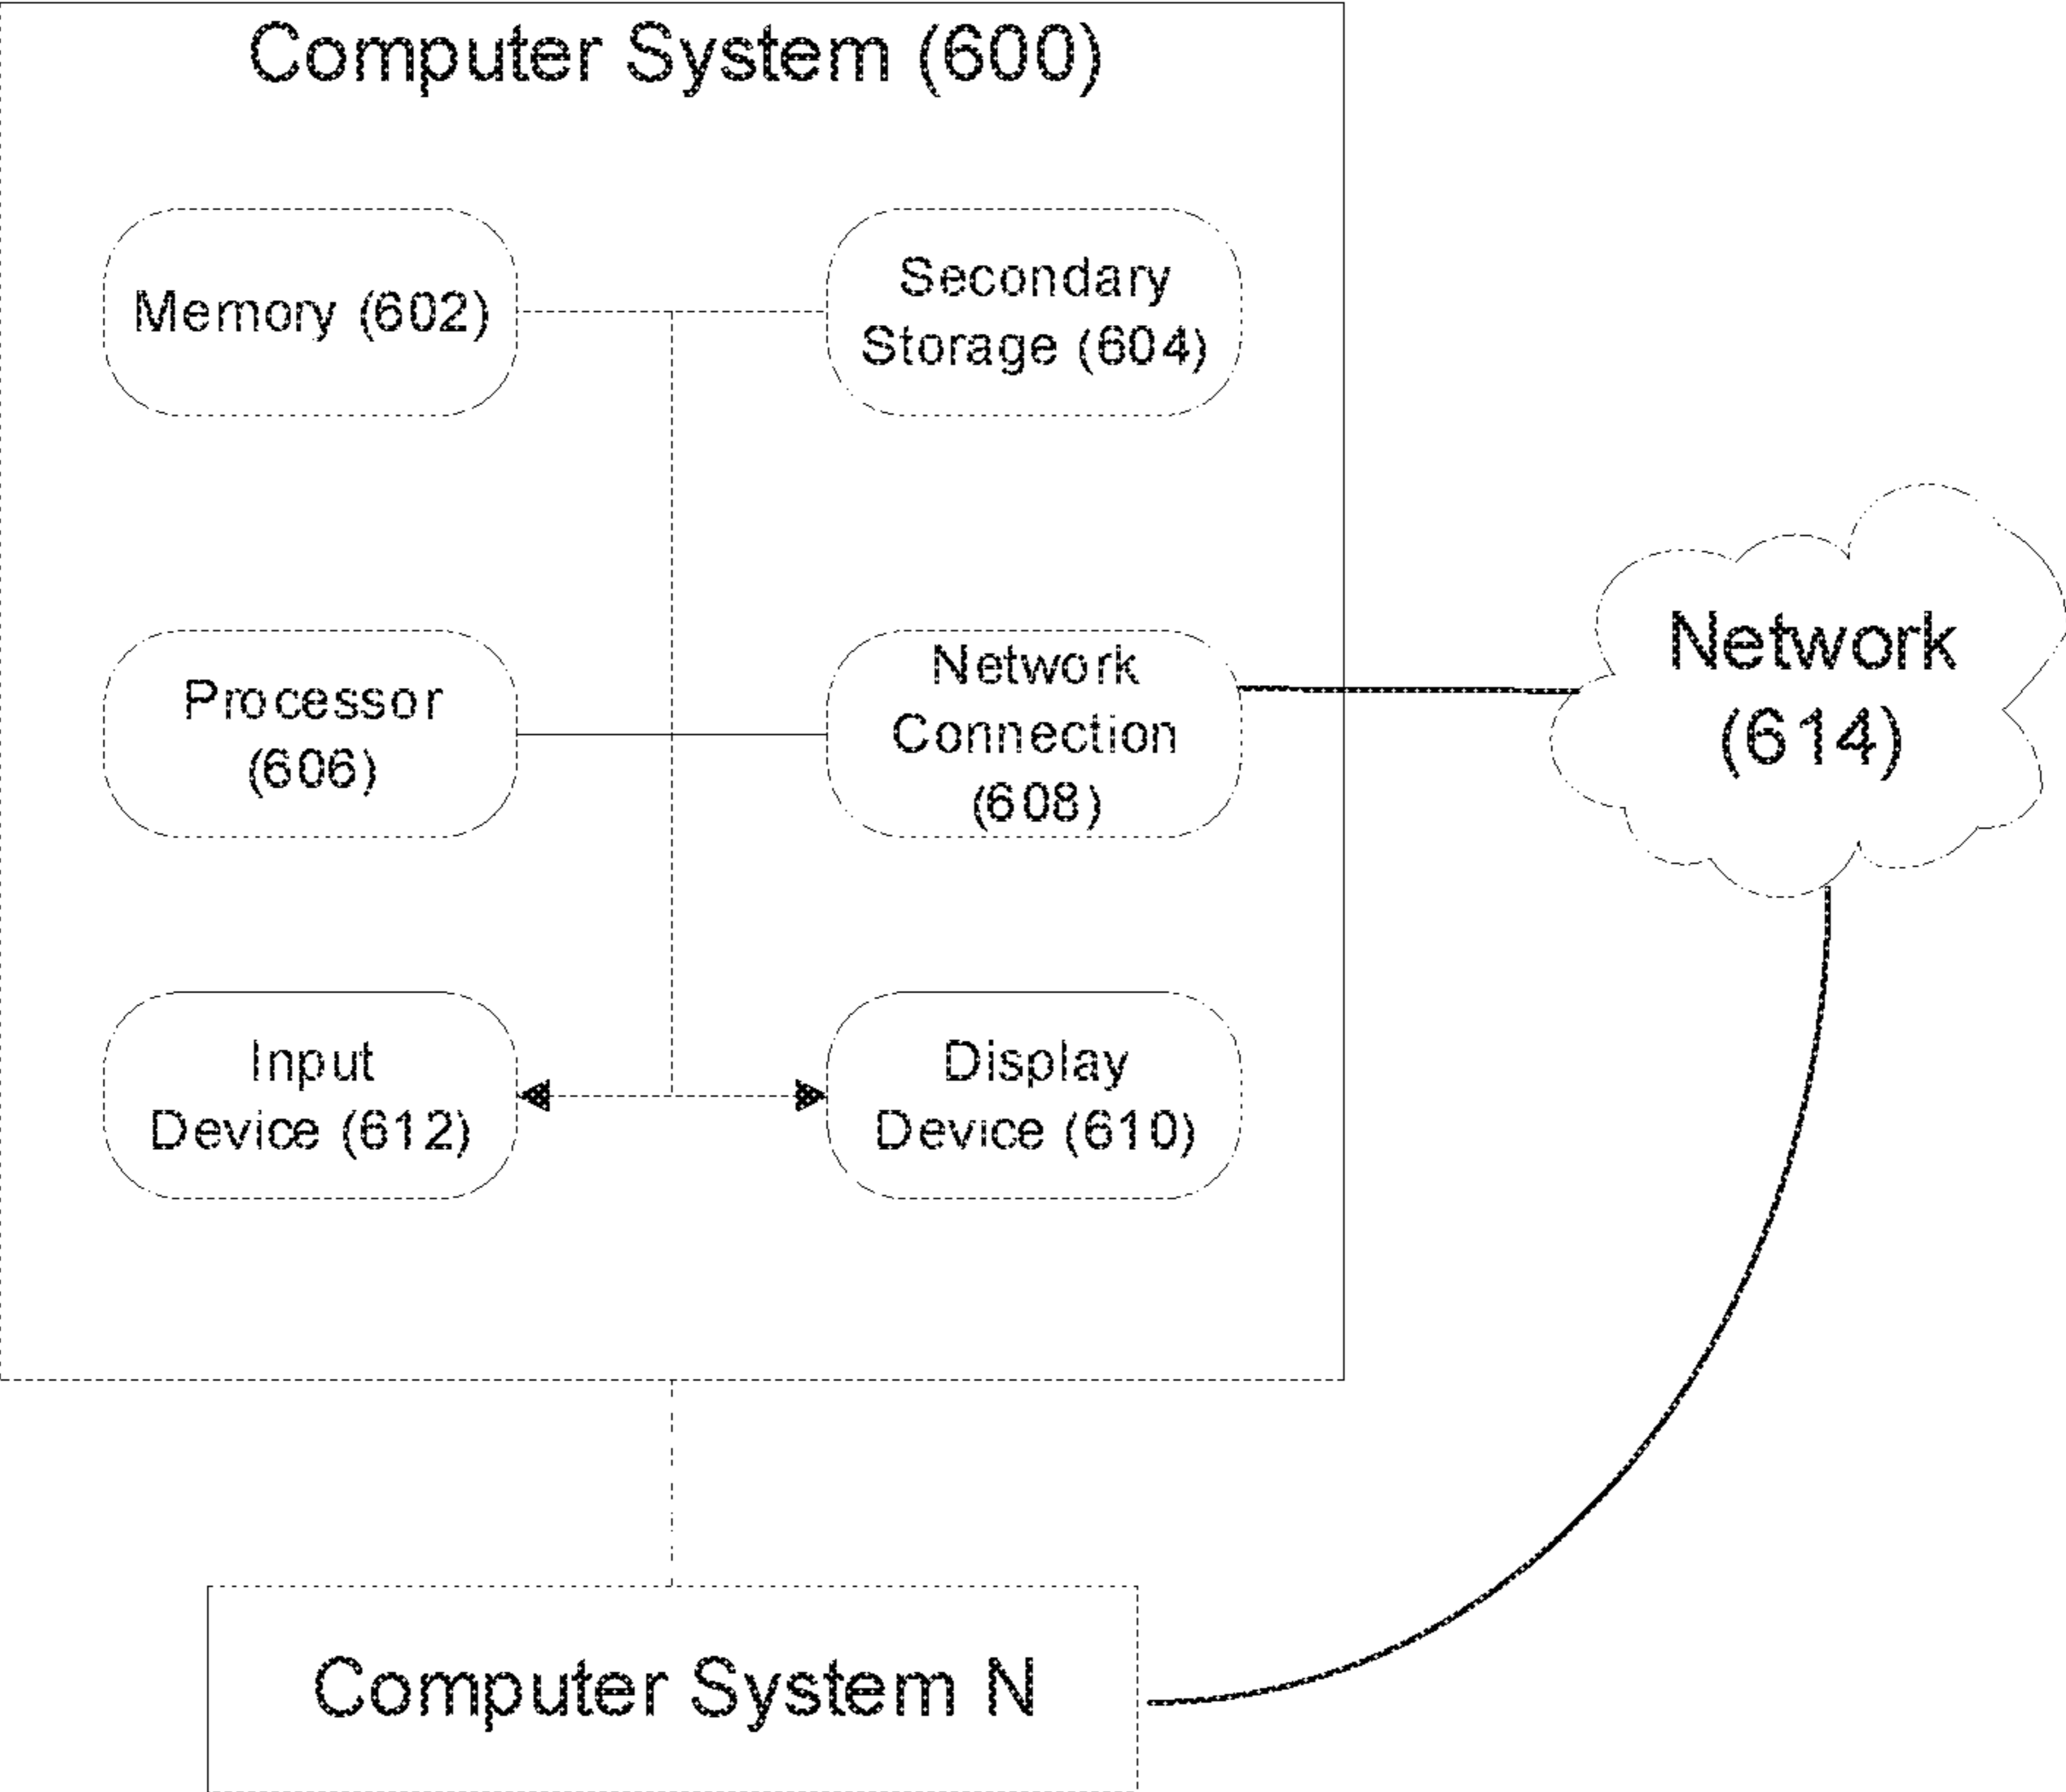 Computer System (600)
Memory (602)
Secondary
Storage (604)
Processor
(606)
Network
Connection
(608)
Network
(614)
Input
Device (612)
Display
Device (610)
Computer System N